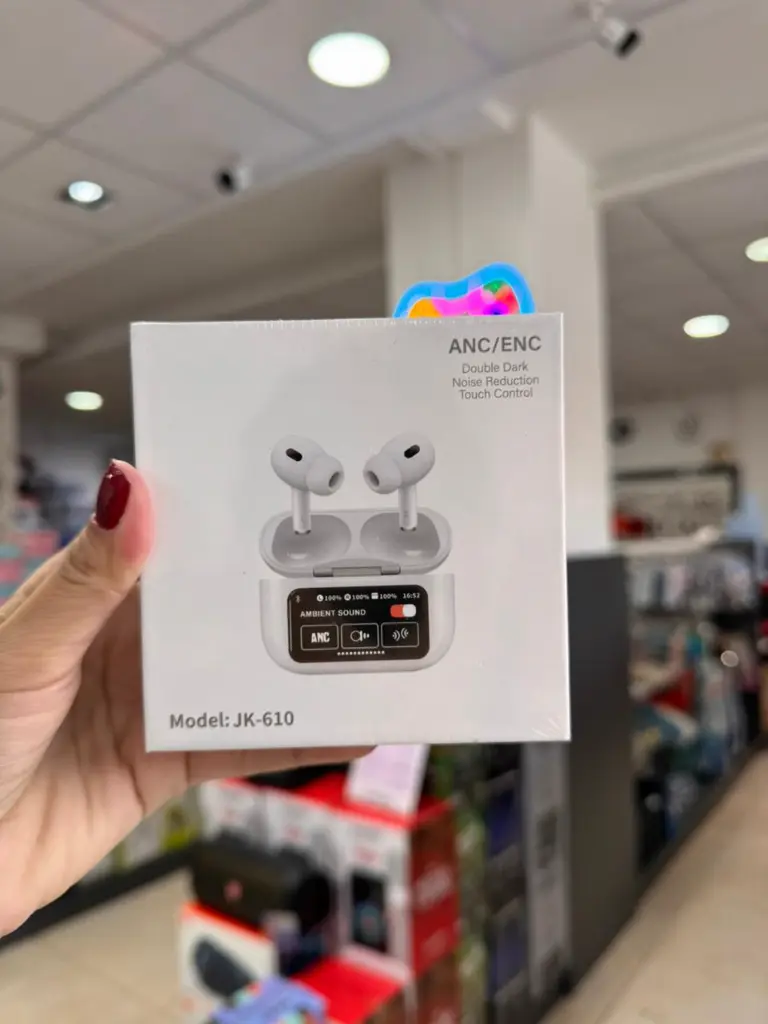 ANC/ENC
Double Dark
Noise Reduction
Touch Control
100% 100% 100% 16:52
AMBIENT SOUND
ANC
Model: JK-610